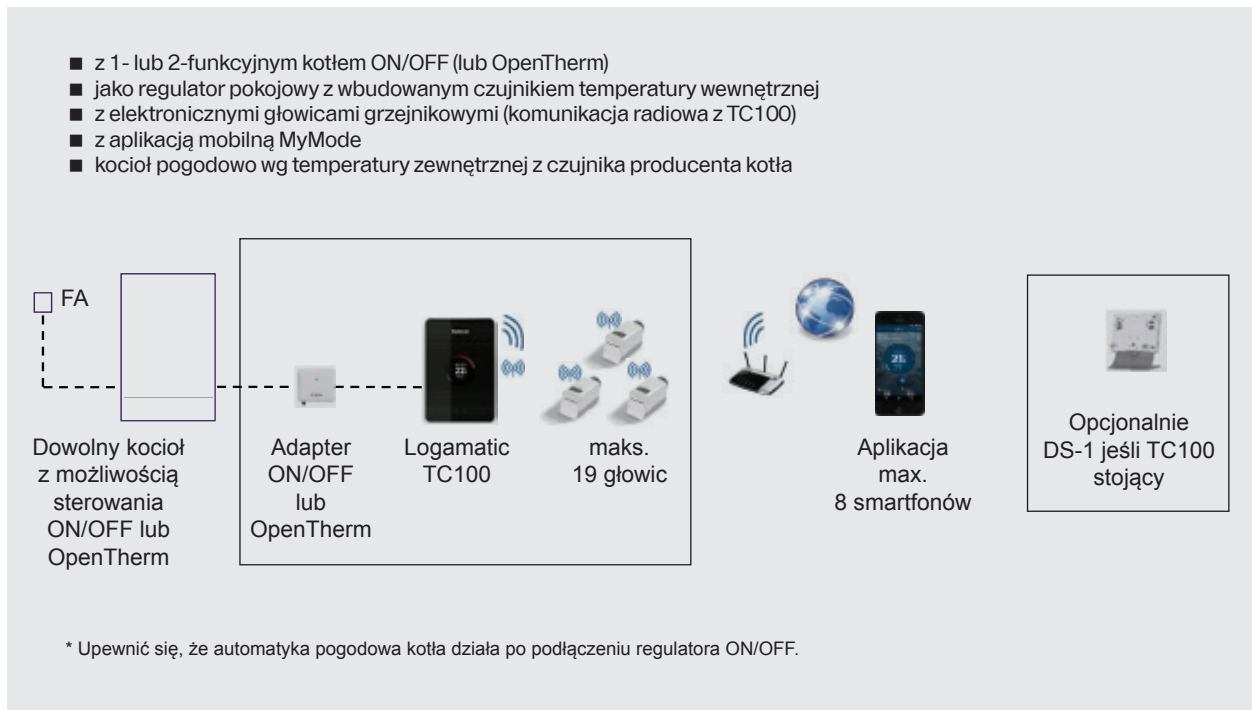 ■ z 1- lub 2-funkcyjnym kotłem ON/OFF (lub OpenTherm)
■ jako regulator pokojowy z wbudowanym czujnikiem temperatury wewnętrznej
■ z elektronicznymi głowicami grzejnikowymi (komunikacja radiowa z TC100)
■ z aplikacją mobilną MyMode
■ kocioł pogodowo wg temperatury zewnętrznej z czujnika producenta kotła
FA
Dowolny kocioł
z możliwością
sterowania
ON/OFF lub
OpenTherm
Adapter
ON/OFF
lub
OpenTherm
Logamatic
TC100
maks.
19 głowic
Aplikacja
max.
8 smartfonów
Opcjonalnie
DS-1 jeśli TC100
stojący
* Upewnić się, że automatyka pogodowa kotła działa po podłączeniu regulatora ON/OFF.